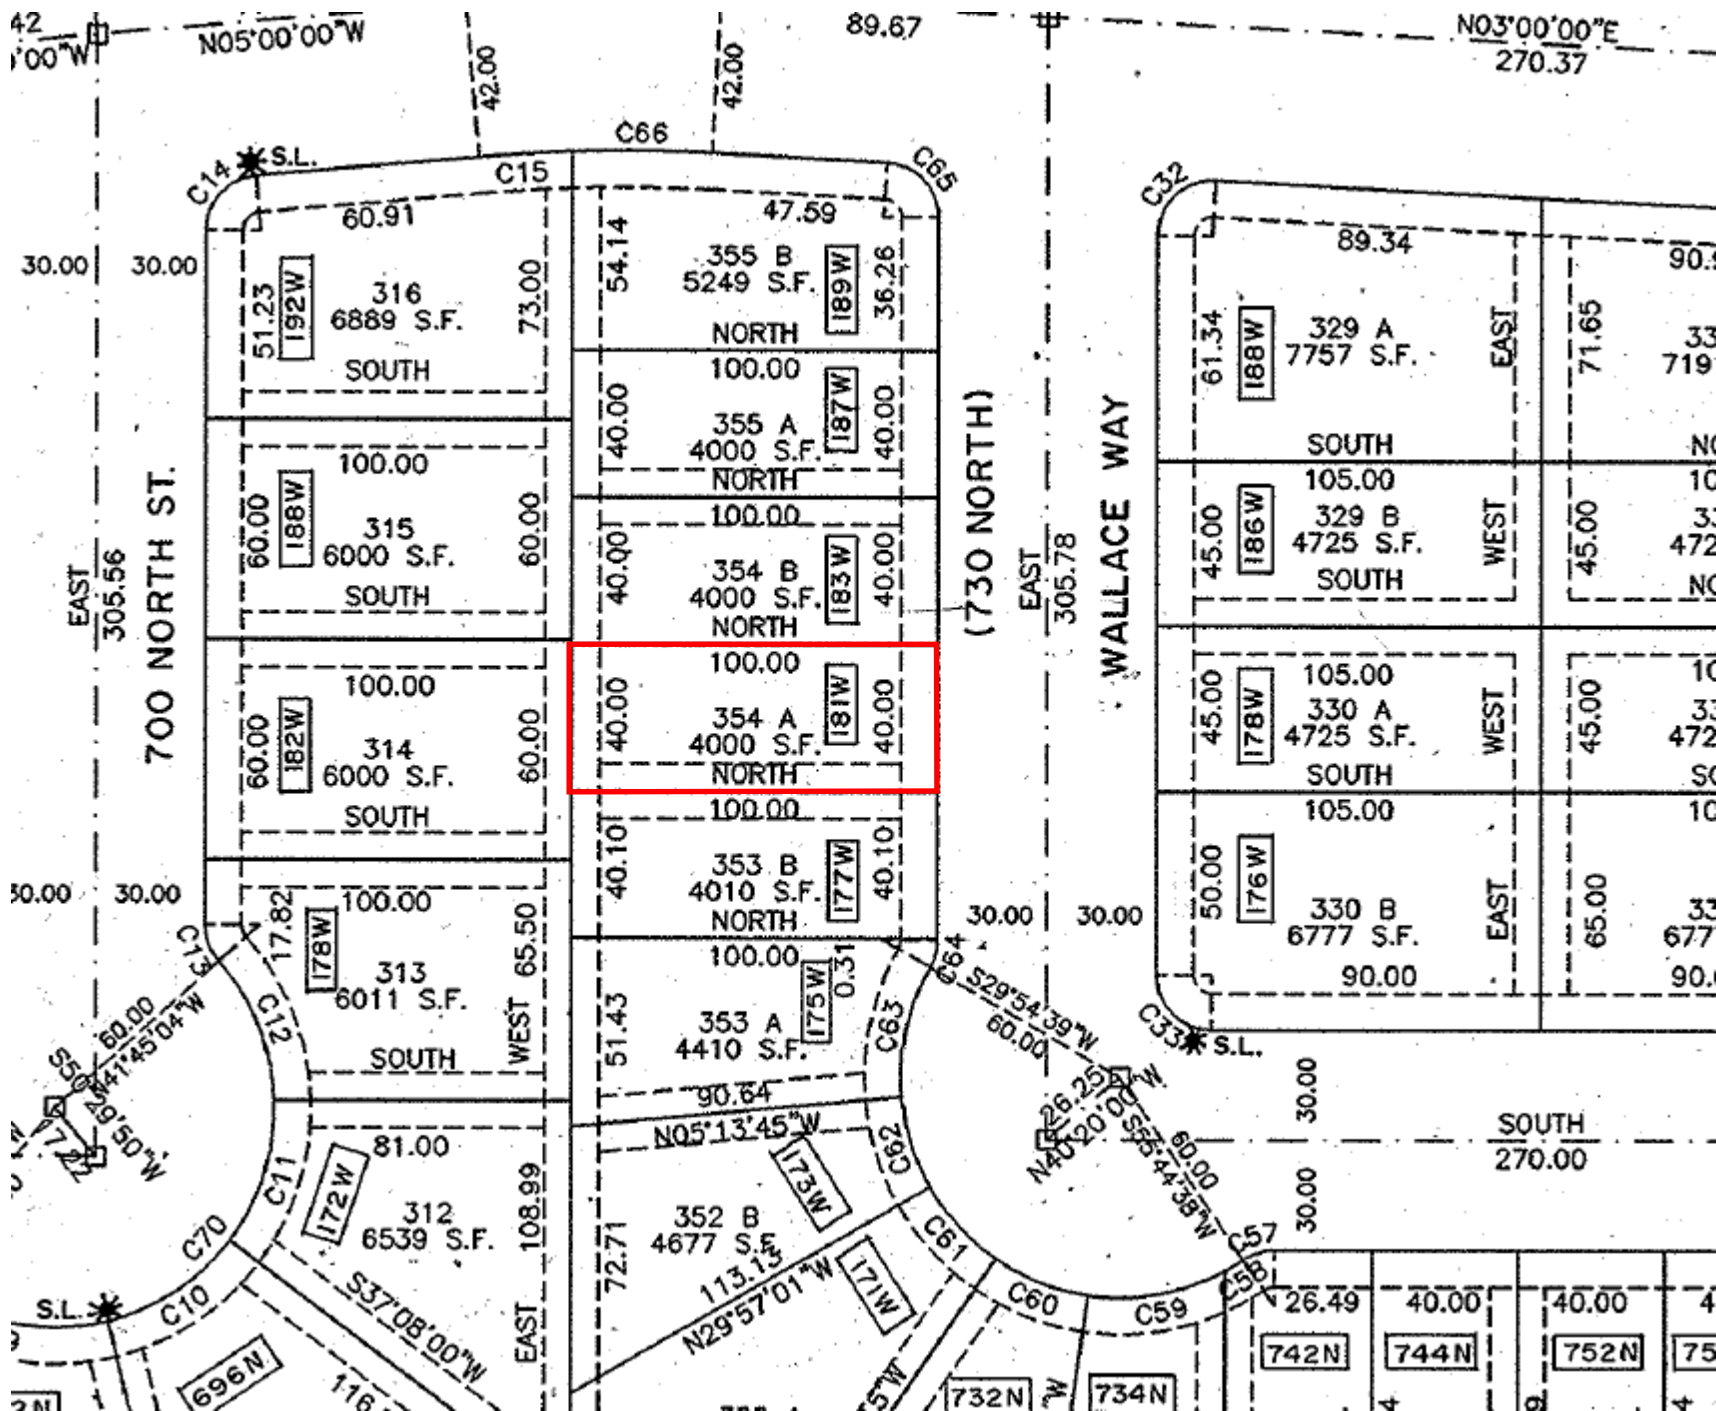 42
N05°00'00"W
89.67
N03°00'00"E
270.37
42.00
42.00
C66
C14
S.L.
C15
C65
C32
60.91
47.59
89.34
30.00
30.00
51.23
192W
316
6889 S.F.
73.00
SOUTH
54.14
355 B
5249 S.F.
189W
36.26
NORTH
61.34
188W
329 A
7757 S.F.
EAST
71.65
SOUTH
100.00
40.00
355 A
4000 S.F.
187W
40.00
NORTH
100.00
60.00
188W
315
6000 S.F.
60.00
SOUTH
100.00
40.00
354 B
4000 S.F.
183W
40.00
NORTH
105.00
45.00
186W
329 B
4725 S.F.
WEST
45.00
SOUTH
700 NORTH ST.
EAST
305.56
(730 NORTH)
EAST
305.78
WALLACE WAY
100.00
60.00
182W
314
6000 S.F.
60.00
SOUTH
100.00
40.00
354 A
4000 S.F.
181W
40.00
NORTH
105.00
45.00
178W
330 A
4725 S.F.
WEST
45.00
SOUTH
100.00
40.10
353 B
4010 S.F.
177W
40.10
NORTH
105.00
50.00
176W
330 B
6777 S.F.
EAST
65.00
90.00
30.00
30.00
30.00
30.00
100.00
17.82
178W
313
6011 S.F.
65.50
WEST
SOUTH
C13
C12
60.00
17.22
100.00
51.43
353 A
4410 S.F.
175W
0.31
C64
C63
90.64
N05°13'45"W
S29°54'39"W
60.00
C33
S.L.
26.25
N40°20'00"W
S55°44'38"W
60.00
30.00
30.00
SOUTH
270.00
81.00
172W
312
6539 S.F.
108.99
EAST
C11
C70
C10
S.L.
S37°08'00"W
696N
72.71
352 B
4677 S.F.
173W
C62
113.13
N29°57'01"W
171W
C61
C60
C59
C58
C57
732N
734N
26.49
40.00
40.00
742N
744N
752N